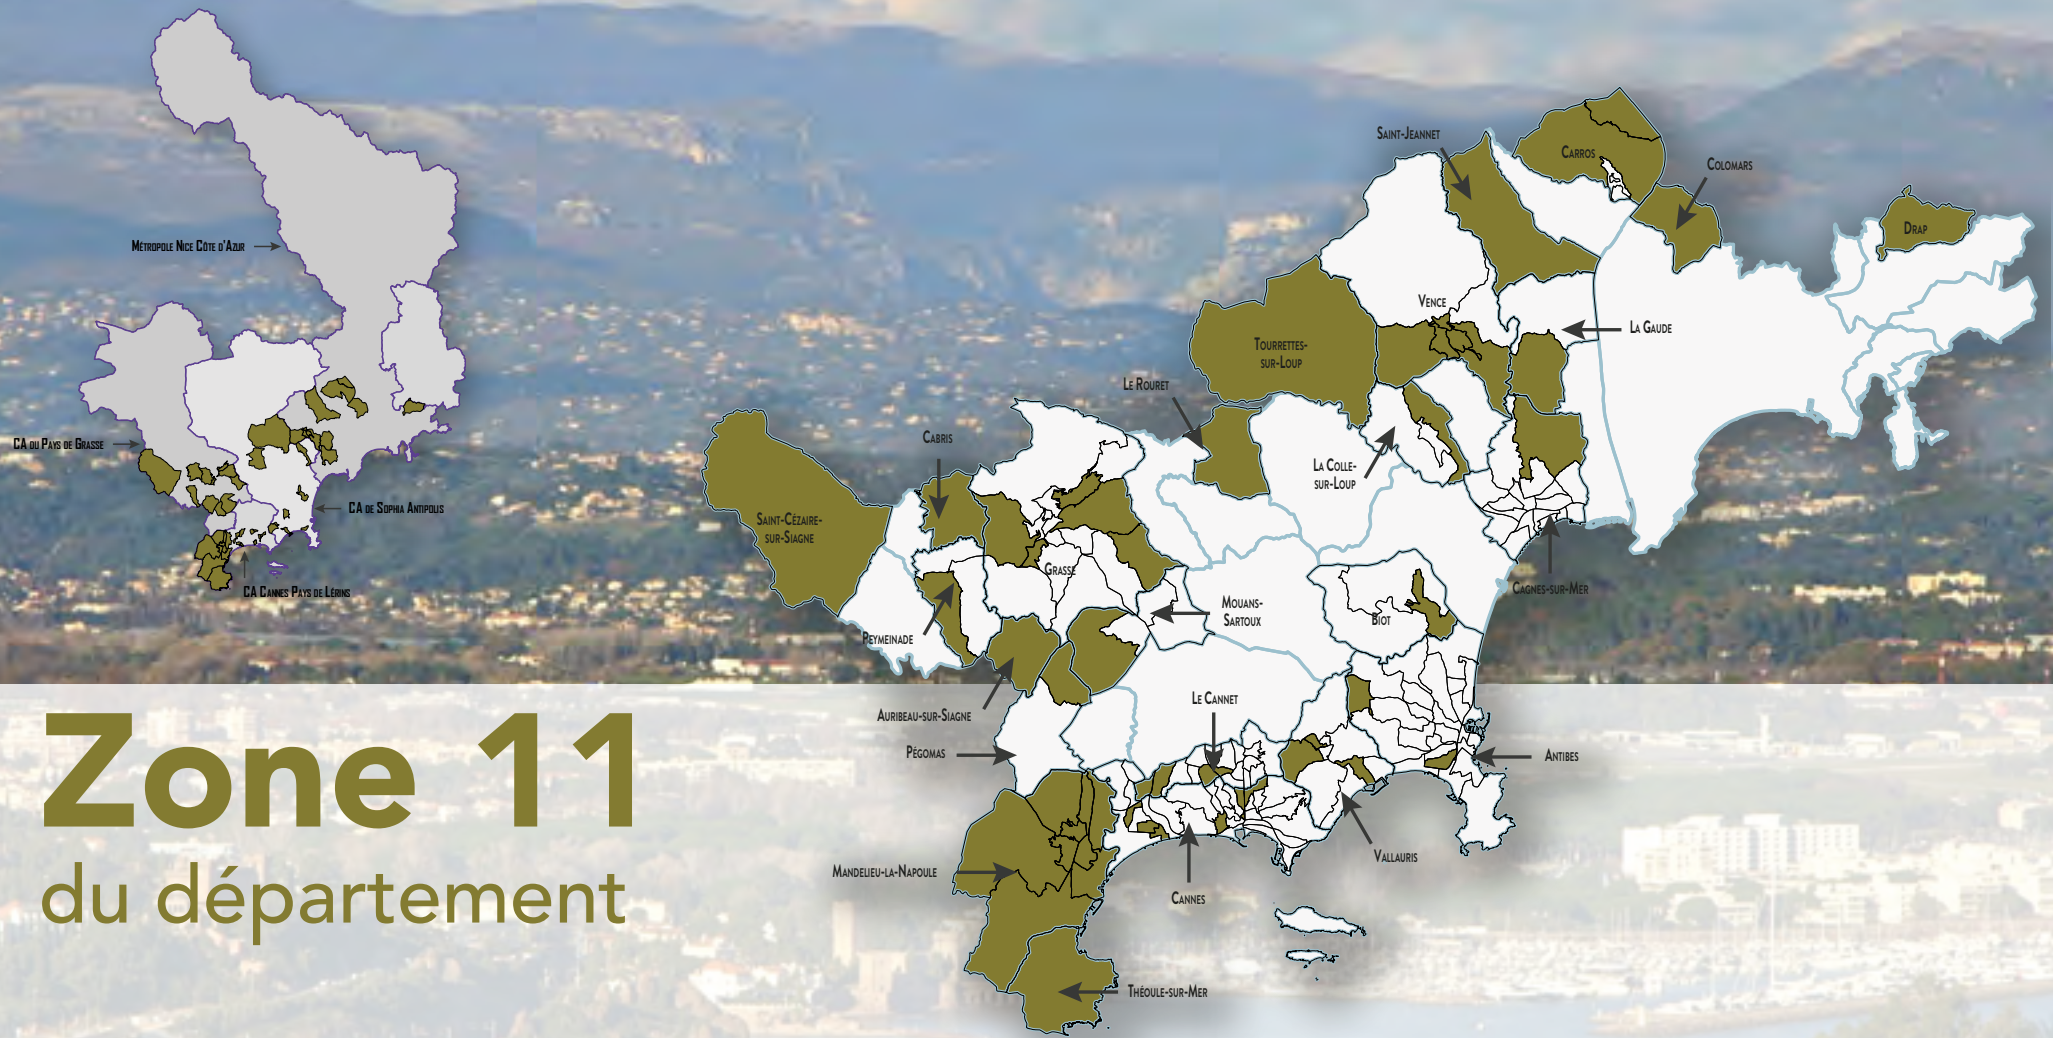 Métropole Nice Côte d'Azur
CA du Pays de Grasse
CA de Sophia Antipolis
CA Cannes Pays de Lérins
Saint-Jeannet
Carros
Colomars
Drap
Vence
La Gaude
Tourrettes-
sur-Loup
Le Rouret
Cabris
La Colle-
sur-Loup
Saint-Cézaire-
sur-Siagne
Grasse
Cagnes-sur-Mer
Mouans-
Sartoux
Biot
Peymeinade
Le Cannet
Auribeau-sur-Siagne
Pégomas
Antibes
Vallauris
Mandelieu-la-Napoule
Cannes
Théoule-sur-Mer
Zone 11
du département